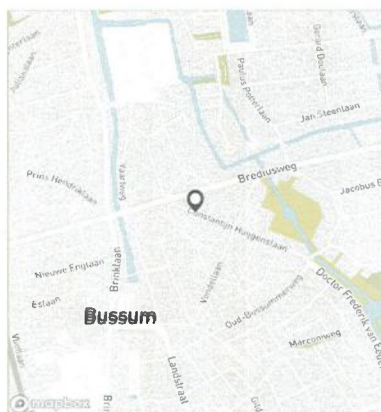 Julianalaan
Gerard Doulaan
Paulus Potterlaan
Jan Steenlaan
Prins Hendriklaan
Vaartweg
Brediusweg
Jacobus
Constantijn Huygenslaan
Nieuwe Englaan
Brinklaan
Vondellaan
Doctor Frederik van Eeden
Eslaan
Bussum
Oud-Bussummerweg
Marconiweg
Landstraat
mapbox